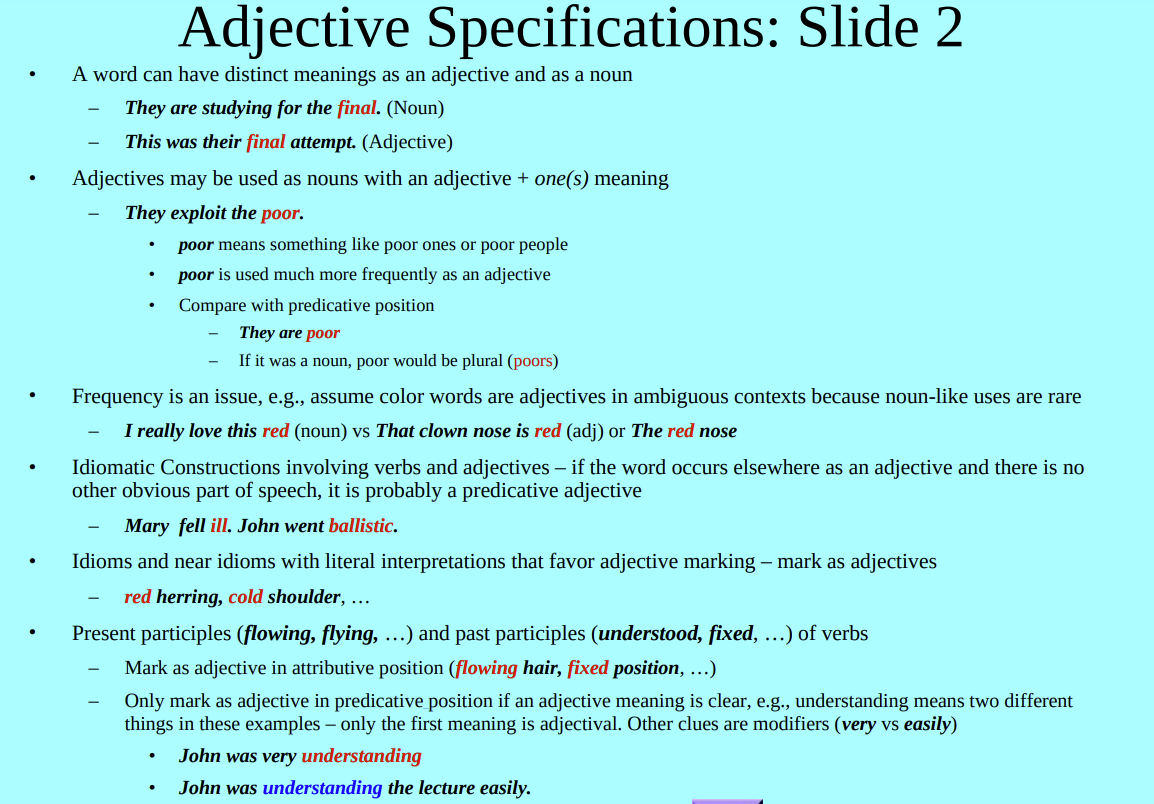 Adjective Specifications: Slide 2
• A word can have distinct meanings as an adjective and as a noun
– They are studying for the final. (Noun)
– This was their final attempt. (Adjective)
• Adjectives may be used as nouns with an adjective + one(s) meaning
– They exploit the poor.
• poor means something like poor ones or poor people
• poor is used much more frequently as an adjective
• Compare with predicative position
– They are poor
– If it was a noun, poor would be plural (poors)
• Frequency is an issue, e.g., assume color words are adjectives in ambiguous contexts because noun-like uses are rare
– I really love this red (noun) vs That clown nose is red (adj) or The red nose
• Idiomatic Constructions involving verbs and adjectives – if the word occurs elsewhere as an adjective and there is no
other obvious part of speech, it is probably a predicative adjective
– Mary fell ill. John went ballistic.
• Idioms and near idioms with literal interpretations that favor adjective marking – mark as adjectives
– red herring, cold shoulder, …
• Present participles (flowing, flying, …) and past participles (understood, fixed, …) of verbs
– Mark as adjective in attributive position (flowing hair, fixed position, …)
– Only mark as adjective in predicative position if an adjective meaning is clear, e.g., understanding means two different
things in these examples – only the first meaning is adjectival. Other clues are modifiers (very vs easily)
• John was very understanding
• John was understanding the lecture easily.